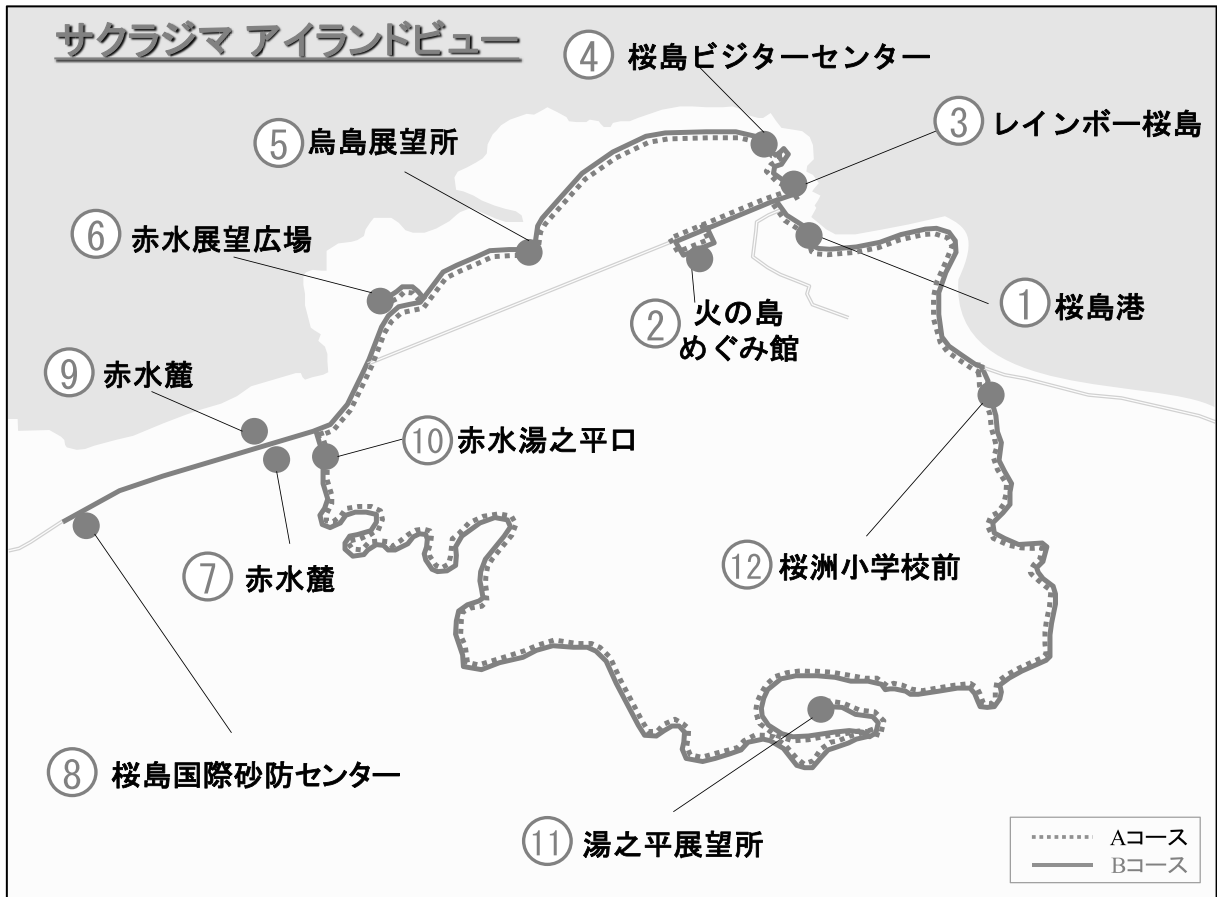 サクラジマ アイランドビュー
④ 桜島ビジターセンター
③ レインボー桜島
⑤ 烏島展望所
⑥ 赤水展望広場
① 桜島港
② 火の島
めぐみ館
⑨ 赤水麓
⑩ 赤水湯之平口
⑫ 桜洲小学校前
⑦ 赤水麓
⑧ 桜島国際砂防センター
⑪ 湯之平展望所
Aコース
Bコース